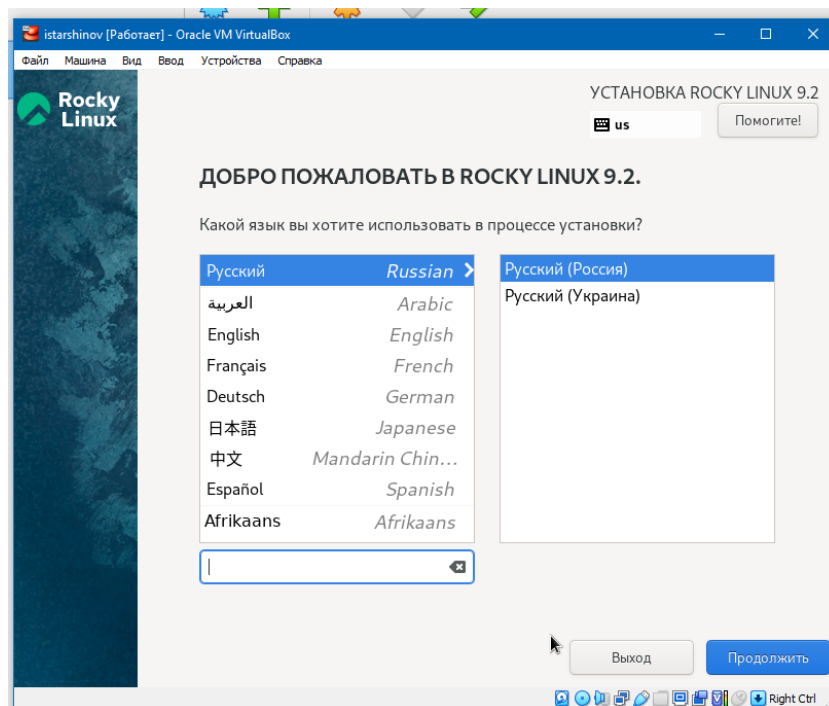 istarshinov [Работает] - Oracle VM VirtualBox
Файл Машина Вид Ввод Устройства Справка
Rocky
Linux
УСТАНОВКА ROCKY LINUX 9.2
us
Помогите!
ДОБРО ПОЖАЛОВАТЬ В ROCKY LINUX 9.2.
Какой язык вы хотите использовать в процессе установки?
Русский Russian
العربية Arabic
English English
Français French
Deutsch German
日本語 Japanese
中文 Mandarin Chin...
Español Spanish
Afrikaans Afrikaans
Русский (Россия)
Русский (Украина)
Выход
Продолжить
Right Ctrl